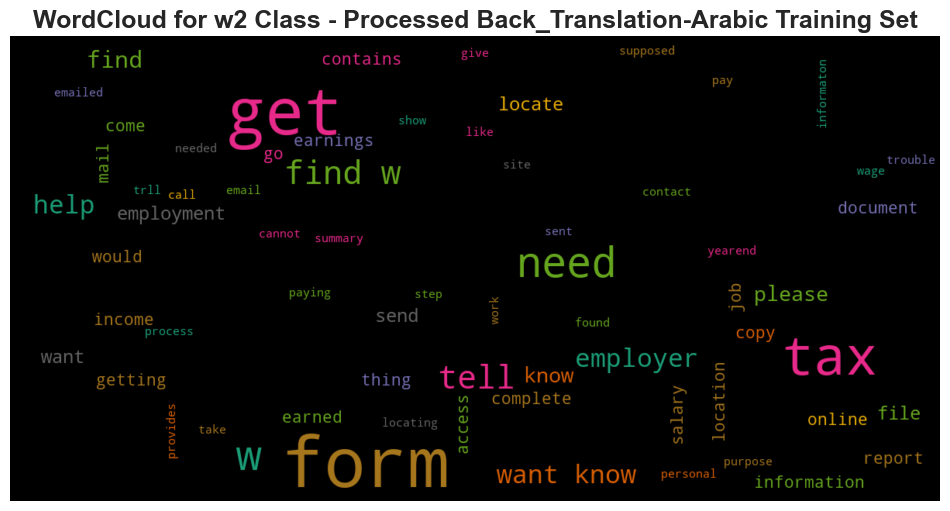 WordCloud for w2 Class - Processed Back_Translation-Arabic Training Set
find
contains
give
supposed
emailed
get
locate
pay
informaton
come
show
like
earnings
needed
go
mail
find w
site
trouble
wage
trll
call
email
contact
help
employment
document
cannot
summary
sent
yearend
would
need
paying
step
work
job
please
income
send
found
process
copy
want
employer
tax
getting
thing
tell
know
complete
salary
location
provides
earned
access
online
file
take
locating
w
form
want know
personal
purpose
report
information